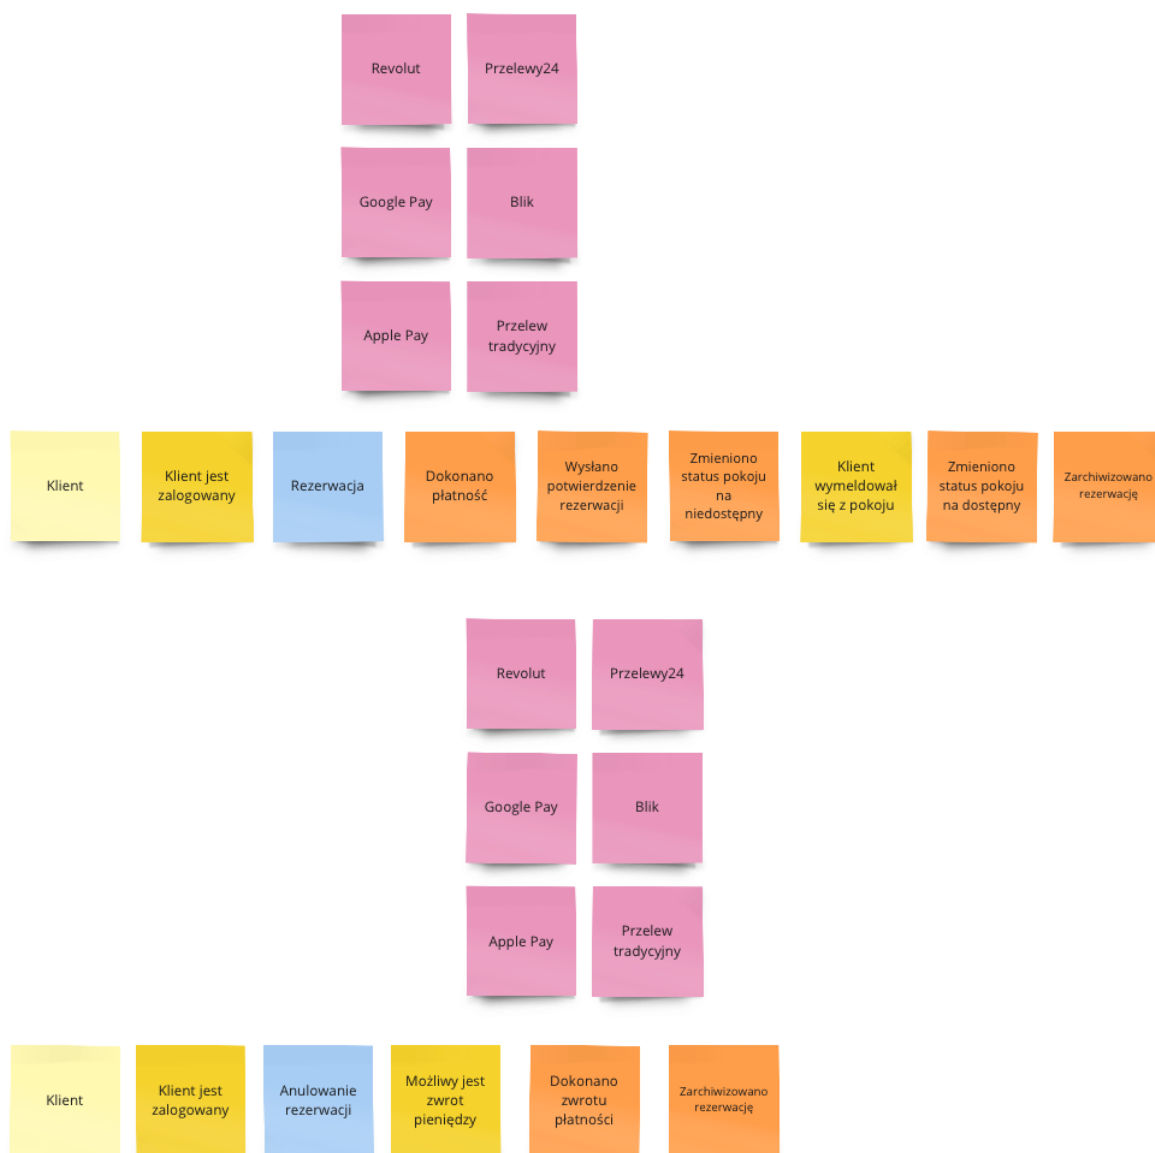 Revolut
Przelewy24
Google Pay
Blik
Apple Pay
Przelew
tradycyjny
Klient
Klient jest
zalogowany
Rezerwacja
Dokonano
płatność
Wysłano
potwierdzenie
rezerwacji
Zmieniono
status pokoju
na
niedostępny
Klient
wymeldował
się z pokoju
Zmieniono
status pokoju
na dostępny
Zarchiwizowano
rezerwację
Revolut
Przelewy24
Google Pay
Blik
Apple Pay
Przelew
tradycyjny
Klient
Klient jest
zalogowany
Anulowanie
rezerwacji
Możliwy jest
zwrot
pieniędzy
Dokonano
zwrotu
płatności
Zarchiwizowano
rezerwację